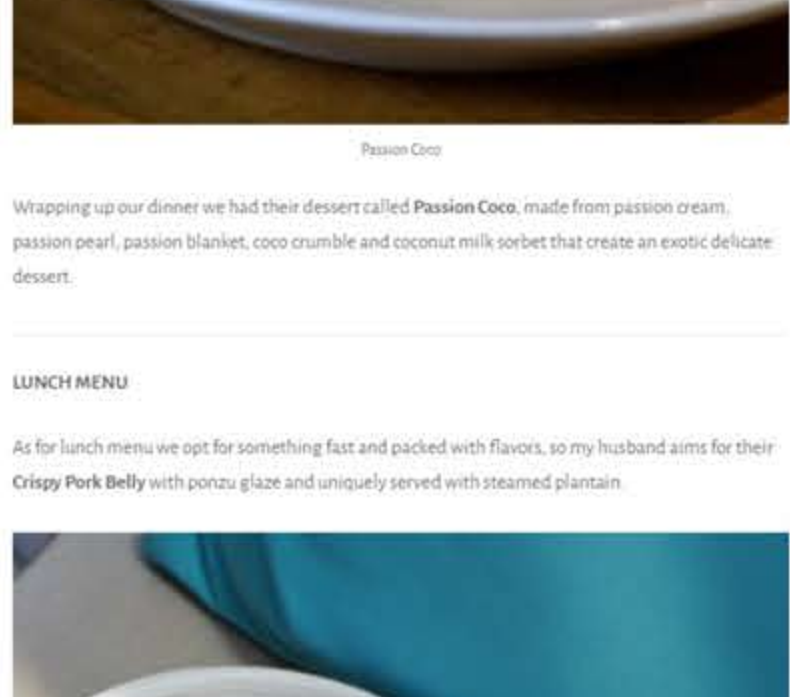 Passion Coco
Wrapping up our dinner we had their dessert called Passion Coco, made from passion cream,
passion pearl, passion blanket, coco crumble and coconut milk sorbet that create an exotic delicate
dessert.
LUNCH MENU
As for lunch menu we opt for something fast and packed with flavors, so my husband aims for their
Crispy Pork Belly with ponzu glaze and uniquely served with steamed plantain.